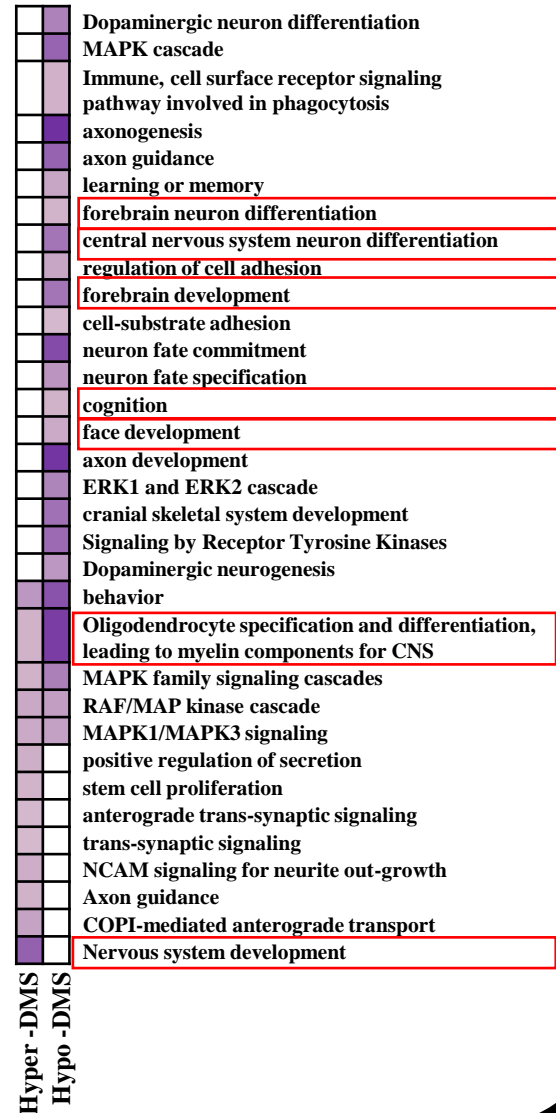 Dopaminergic neuron differentiation
MAPK cascade
Immune, cell surface receptor signaling
pathway involved in phagocytosis
axonogenesis
axon guidance
learning or memory
forebrain neuron differentiation
central nervous system neuron differentiation
regulation of cell adhesion
forebrain development
cell-substrate adhesion
neuron fate commitment
neuron fate specification
cognition
face development
axon development
ERK1 and ERK2 cascade
cranial skeletal system development
Signaling by Receptor Tyrosine Kinases
Dopaminergic neurogenesis
behavior
Oligodendrocyte specification and differentiation,
leading to myelin components for CNS
MAPK family signaling cascades
RAF/MAP kinase cascade
MAPK1/MAPK3 signaling
positive regulation of secretion
stem cell proliferation
anterograde trans-synaptic signaling
trans-synaptic signaling
NCAM signaling for neurite out-growth
Axon guidance
COPI-mediated anterograde transport
Nervous system development
Hyper -DMS
Hypo -DMS